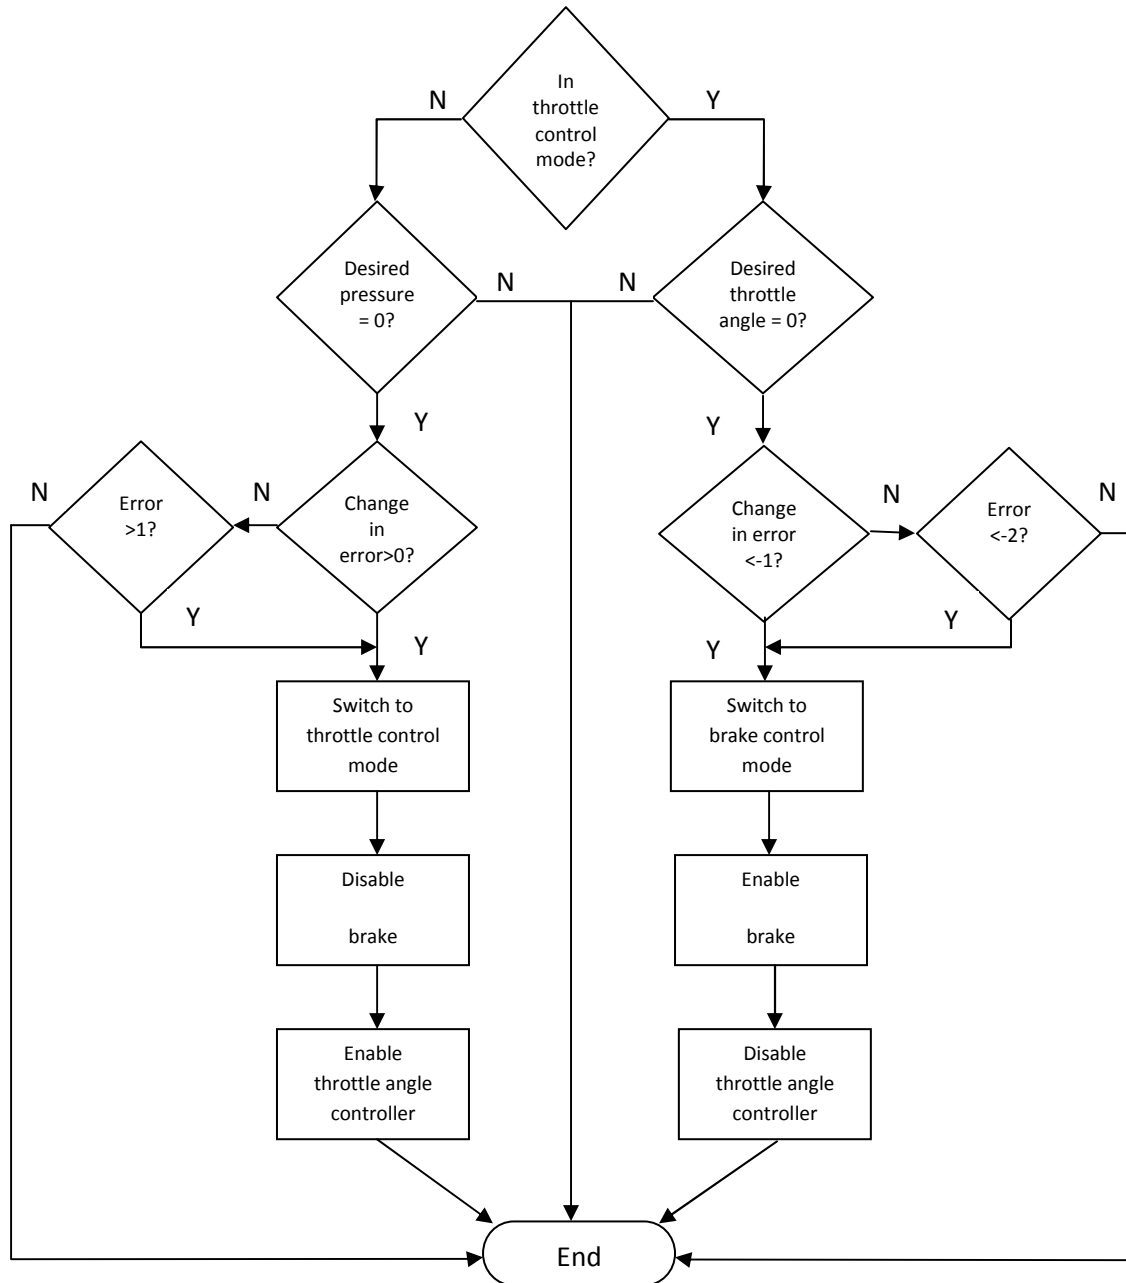 In
throttle
control
mode?
N
Y
Desired
pressure
= 0?
N
N
Desired
throttle
angle = 0?
Y
Y
N
Error
>1?
N
Change
in
error>0?
Change
in error
<-1?
N
Error
<-2?
N
Y
Y
Y
Y
Switch to
throttle control
mode
Switch to
brake control
mode
Disable
brake
Enable
brake
Enable
throttle angle
controller
Disable
throttle angle
controller
End